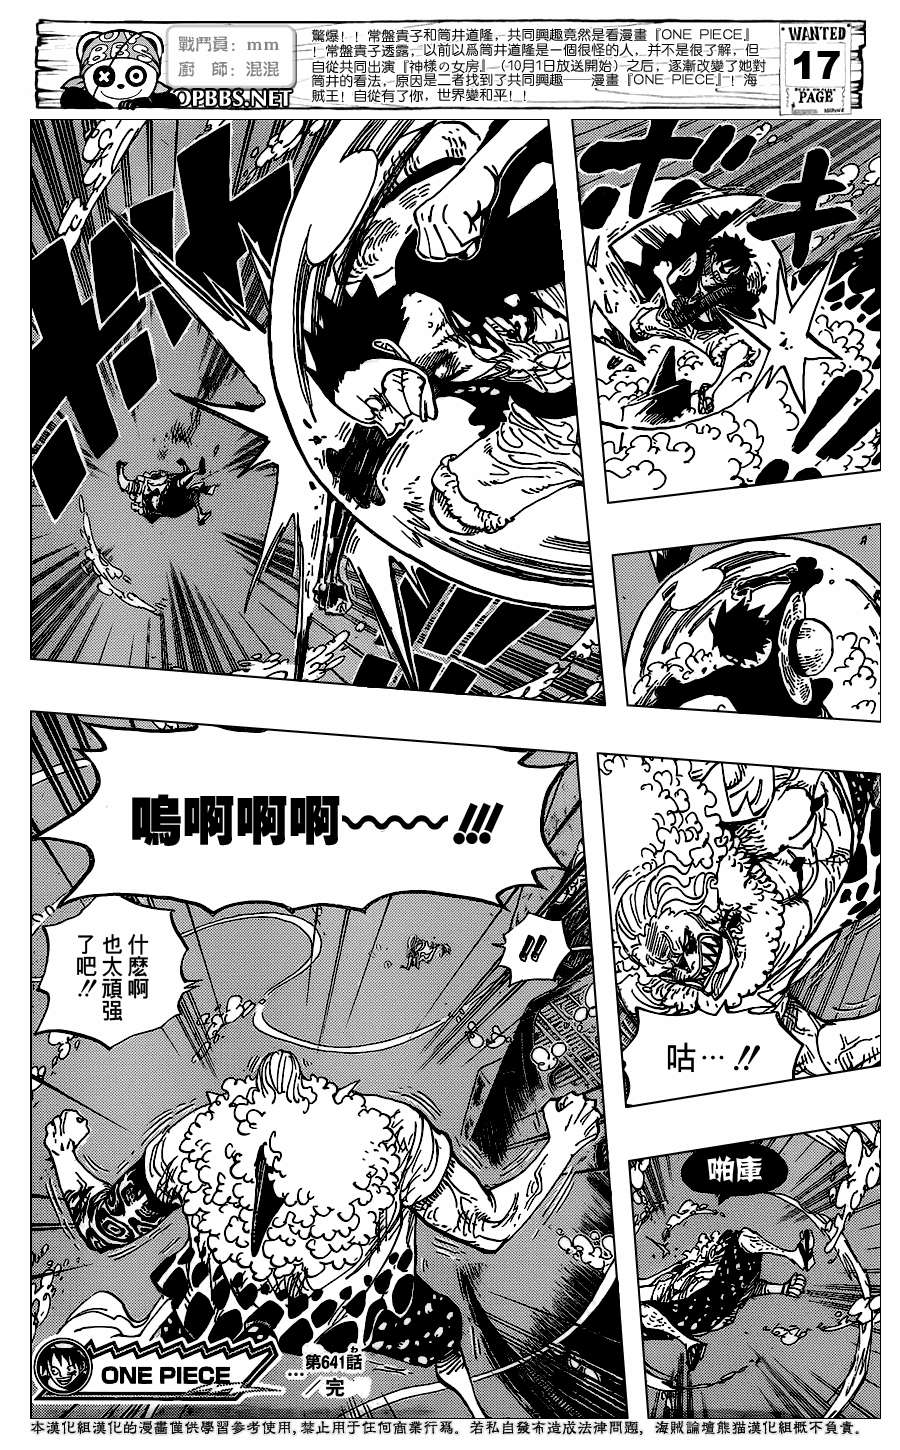 戰鬥員：mm
廚　師：混混
OPBBS.NET
驚爆！！常盤貴子和筒井道隆，共同興趣竟然是看漫畫『ONE PIECE』
！常盤貴子透露，以前以爲筒井道隆是一個很怪的人，并不是很了解，但
自從共同出演『神樣の女房』（10月1日放送開始）之后，逐漸改變了她對
筒井的看法，原因是二者找到了共同興趣——漫畫『ONE PIECE』！海
賊王！自從有了你，世界變和平！！
WANTED
17
PAGE
ボ
キ
!!
ボキッ
咕…!!
啪庫
嗚啊啊啊~~~!!!
!!
什麽啊
也太頑强
了吧!!
ONE PIECE
第641話
…／完
本漢化組漢化的漫畫僅供學習參考使用,禁止用于任何商業行爲。若私自發布造成法律問題，海賊論壇熊猫漢化組概不負責。